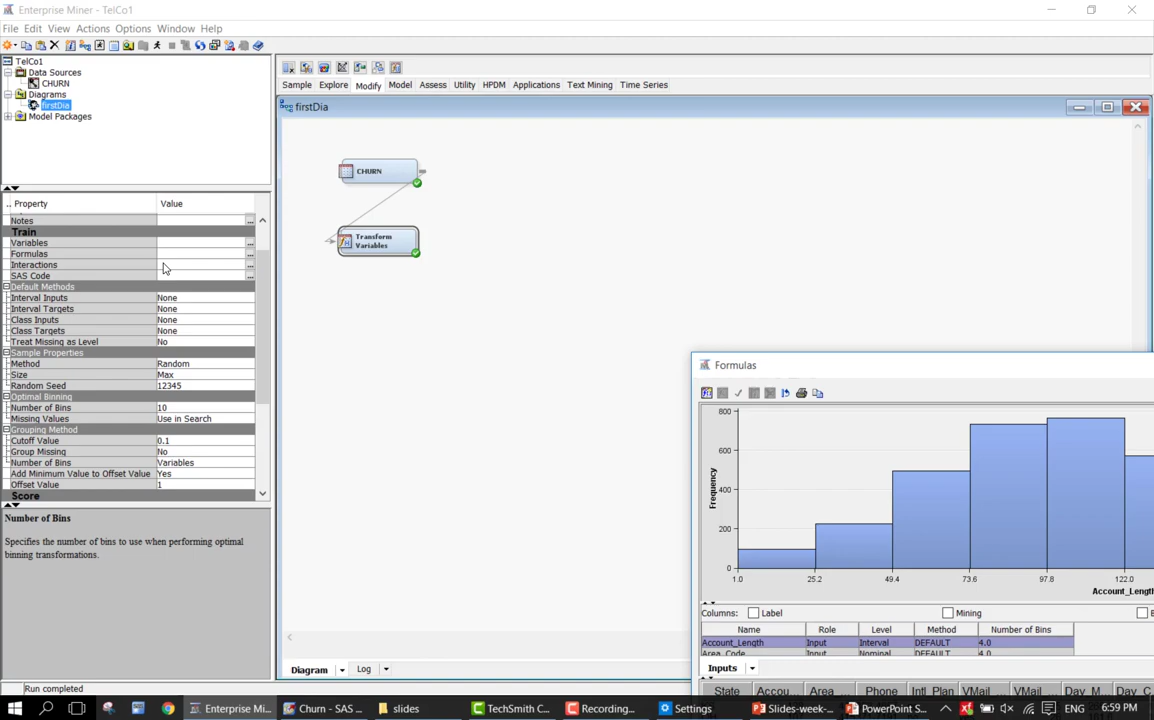 Enterprise Miner - TelCo1
File Edit View Actions Options Window Help
TelCo1
Data Sources
CHURN
Diagrams
firstDia
Model Packages
Sample Explore Modify Model Assess Utility HPDM Applications Text Mining Time Series
firstDia
CHURN
Transform
Variables
.. Property Value
Notes ...
Train
Variables ...
Formulas ...
Interactions ...
SAS Code ...
Default Methods
Interval Inputs None
Interval Targets None
Class Inputs None
Class Targets None
Treat Missing as Level No
Sample Properties
Method Random
Size Max
Random Seed 12345
Optimal Binning
Number of Bins 10
Missing Values Use in Search
Grouping Method
Cutoff Value 0.1
Group Missing No
Number of Bins Variables
Add Minimum Value to Offset Value Yes
Offset Value 1
Score
Number of Bins
Specifies the number of bins to use when performing optimal
binning transformations.
Formulas
800
600
400
200
0
Frequency
1.0 25.2 49.4 73.6 97.8 122.0
Account_Length
Columns: Label Mining
Name Role Level Method Number of Bins
Account_Length Input Interval DEFAULT 4.0
Area_Code Input Nominal DEFAULT 4.0
Inputs
State Accou... Area ... Phone Intl_Plan VMail ... VMail ... Day_M... Day_C
Diagram Log
Run completed
Enterprise Mi... Churn - SAS ... slides TechSmith C... Recording... Settings Slides-week-... PowerPoint S... ENG 6:59 PM